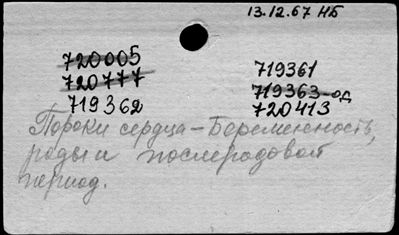 13.12.67 НБ
720005
720777
719362
719361
719363-од
720413
Пороки сердца - Беременность,
роды и послеродовой
период.